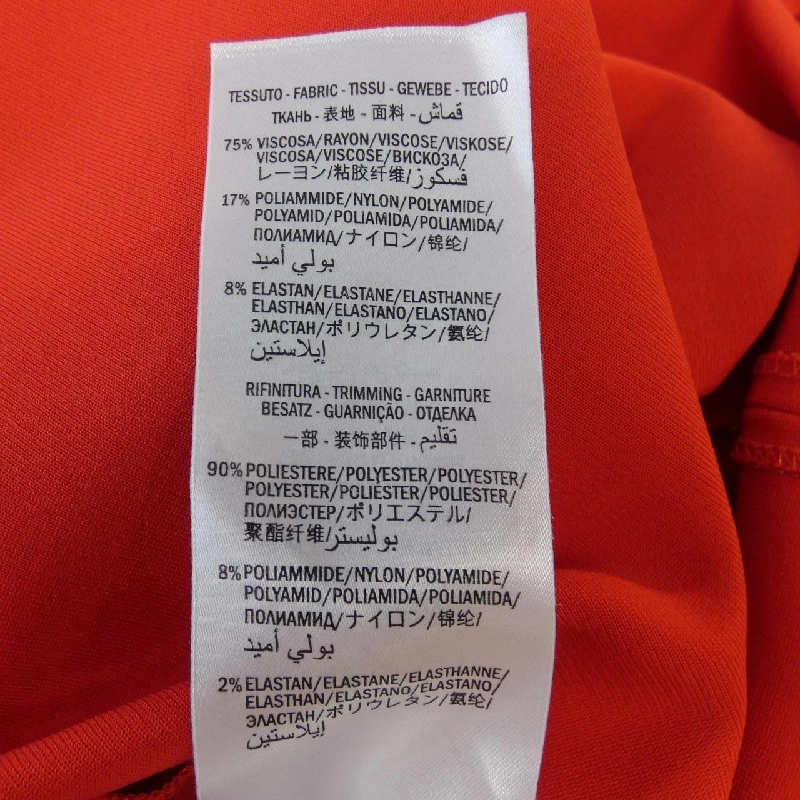 TESSUTO - FABRIC - TISSU - GEWEBE - TECIDO
ТКАНЬ - 表地 - 面料 - قماش
75% VISCOSA/RAYON/VISCOSE/VISKOSE/
VISCOSA/VISCOSE/ВИСКОЗА/
レーヨン/粘胶纤维/فسكوز
17% POLIAMMIDE/NYLON/POLYAMIDE/
POLYAMID/POLIAMIDA/POLIAMIDA/
ПОЛИАМИД/ナイロン/锦纶/
بولي أميد
8% ELASTAN/ELASTANE/ELASTHANNE/
ELASTHAN/ELASTANO/ELASTANO/
ЭЛАСТАН/ポリウレタン/氨纶/
إيلاستين
RIFINITURA - TRIMMING - GARNITURE
BESATZ - GUARNIÇÃO - ОТДЕЛКА
一部 - 装饰部件 - تقليم
90% POLIESTERE/POLYESTER/POLYESTER/
POLYESTER/POLIÉSTER/POLIESTER/
ПОЛИЭСТЕР/ポリエステル/
聚酯纤维/بوليستر
8% POLIAMMIDE/NYLON/POLYAMIDE/
POLYAMID/POLIAMIDA/POLIAMIDA/
ПОЛИАМИД/ナイロン/锦纶/
بولي أميد
2% ELASTAN/ELASTANE/ELASTHANNE/
ELASTHAN/ELASTANO/ELASTANO/
ЭЛАСТАН/ポリウレタン/氨纶/
إيلاستين